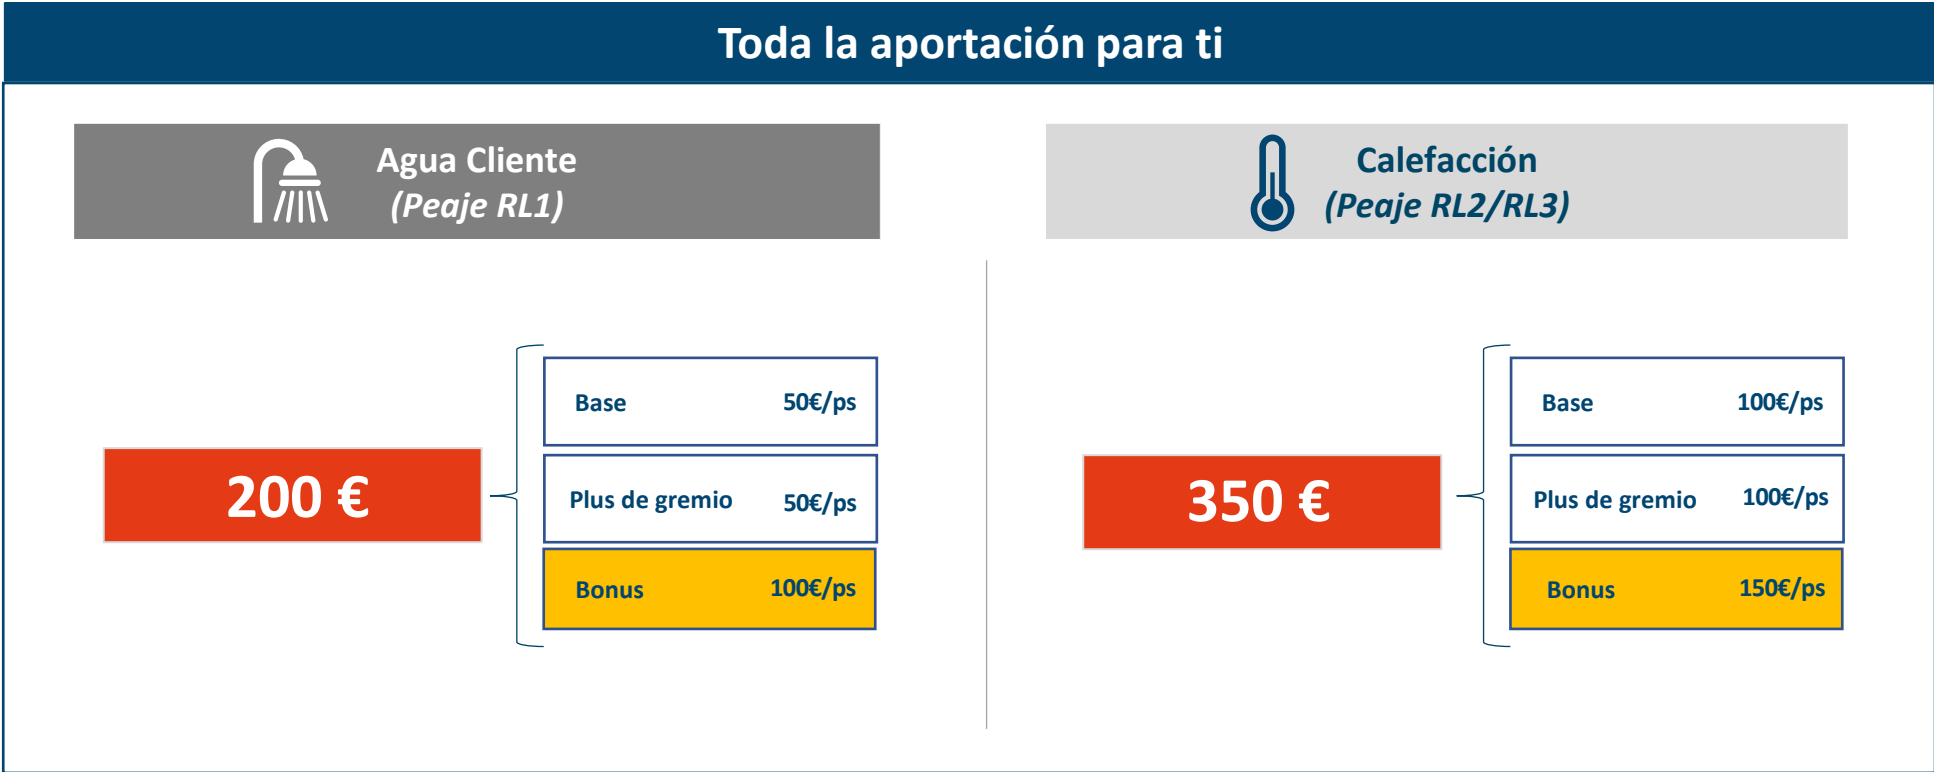 Toda la aportación para ti
Agua Cliente
(Peaje RL1)
200 €
Base 50€/ps
Plus de gremio 50€/ps
Bonus 100€/ps
Calefacción
(Peaje RL2/RL3)
350 €
Base 100€/ps
Plus de gremio 100€/ps
Bonus 150€/ps